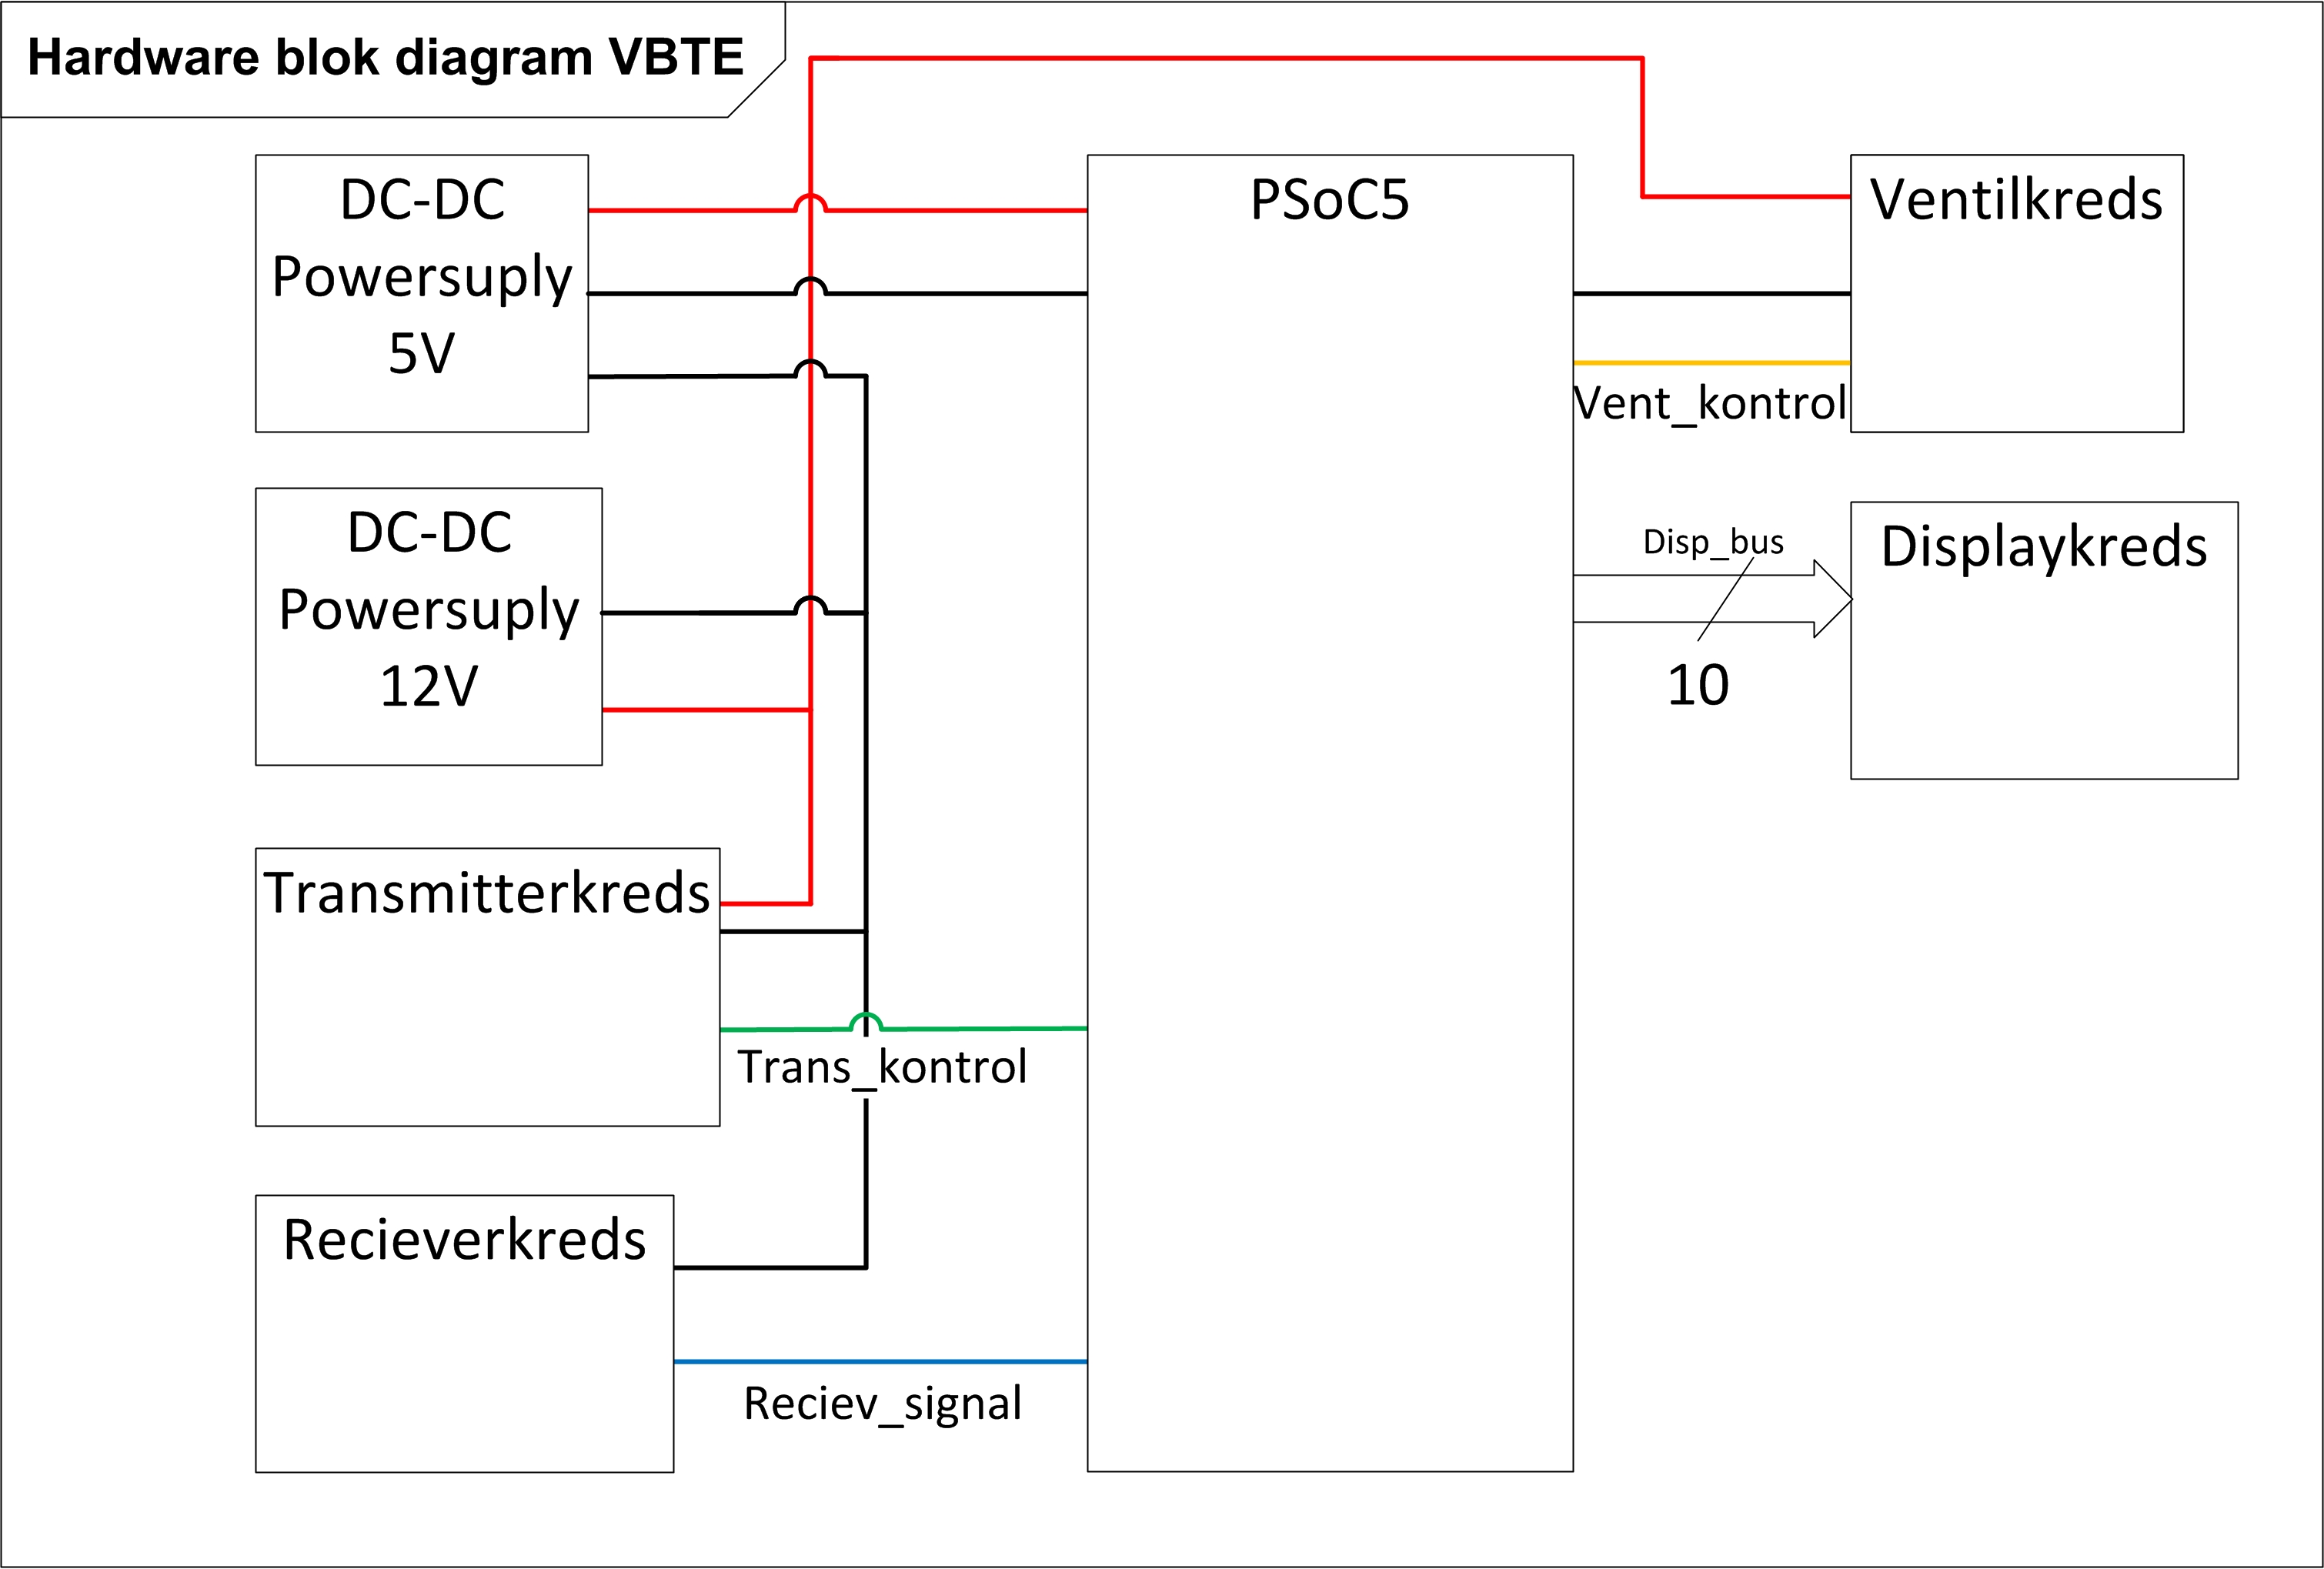 Hardware blok diagram VBTE
DC-DC
Powersuply
5V
PSoC5
Ventilkreds
Vent_kontrol
DC-DC
Powersuply
12V
Disp_bus
10
Displaykreds
Transmitterkreds
Trans_kontrol
Recieverkreds
Reciev_signal